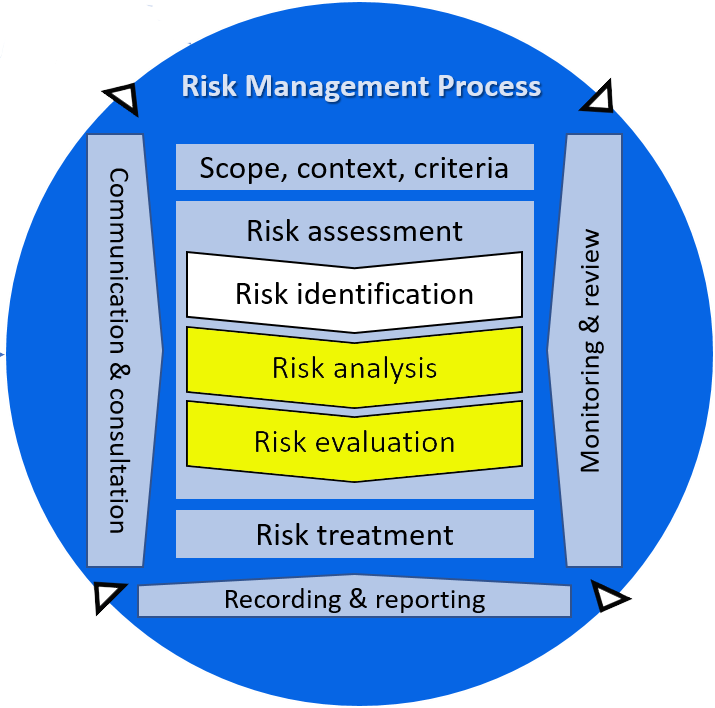 Risk Management Process
Scope, context, criteria
Risk assessment
Risk identification
Risk analysis
Risk evaluation
Risk treatment
Communication & consultation
Monitoring & review
Recording & reporting